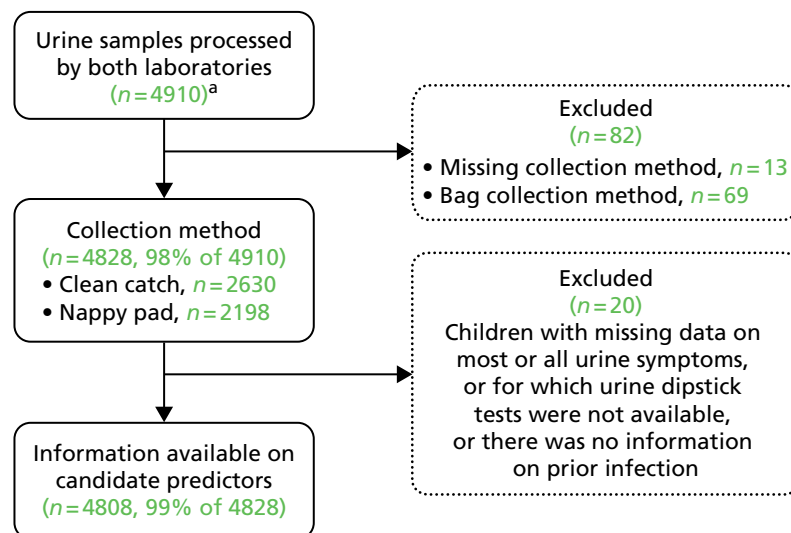 Urine samples processed
by both laboratories
(n=4910)ᵃ
Excluded
(n=82)
• Missing collection method, n=13
• Bag collection method, n=69
Collection method
(n=4828, 98% of 4910)
• Clean catch, n=2630
• Nappy pad, n=2198
Excluded
(n=20)
Children with missing data on
most or all urine symptoms,
or for which urine dipstick
tests were not available,
or there was no information
on prior infection
Information available on
candidate predictors
(n=4808, 99% of 4828)